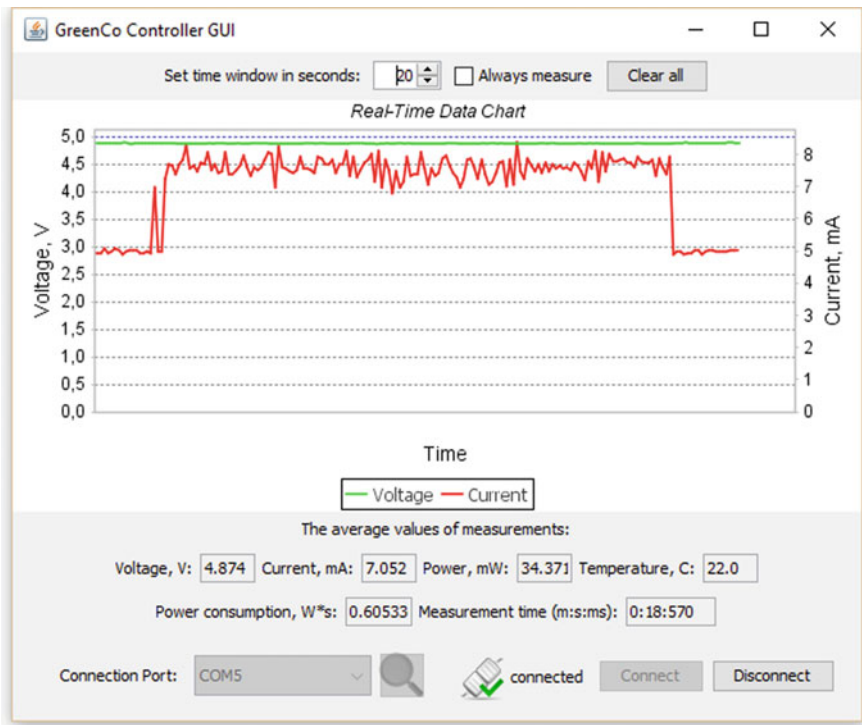 GreenCo Controller GUI
Set time window in seconds: 20 Always measure Clear all
Real-Time Data Chart
5,0
4,5
4,0
3,5
3,0
2,5
2,0
1,5
1,0
0,5
0,0
Voltage, V
8
7
6
5
4
3
2
1
0
Current, mA
Time
Voltage Current
The average values of measurements:
Voltage, V: 4.874 Current, mA: 7.052 Power, mW: 34.371 Temperature, C: 22.0
Power consumption, W*s: 0.60533 Measurement time (m:s:ms): 0:18:570
Connection Port: COM5 connected Connect Disconnect